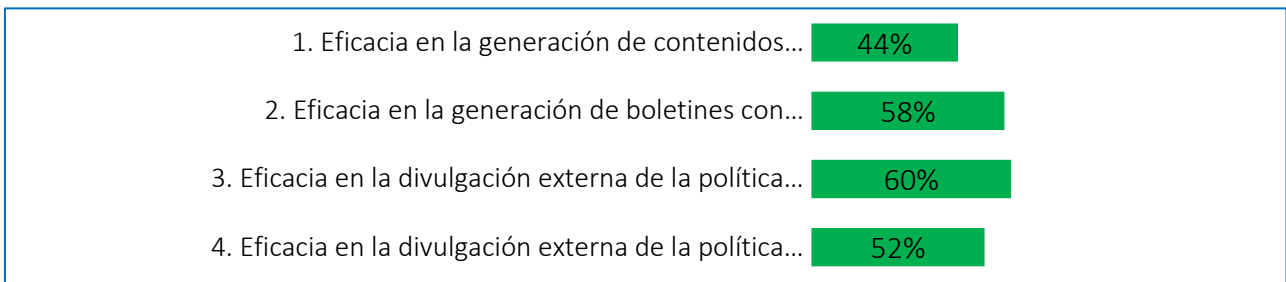 1. Eficacia en la generación de contenidos... 44%
2. Eficacia en la generación de boletines con... 58%
3. Eficacia en la divulgación externa de la política... 60%
4. Eficacia en la divulgación externa de la política... 52%